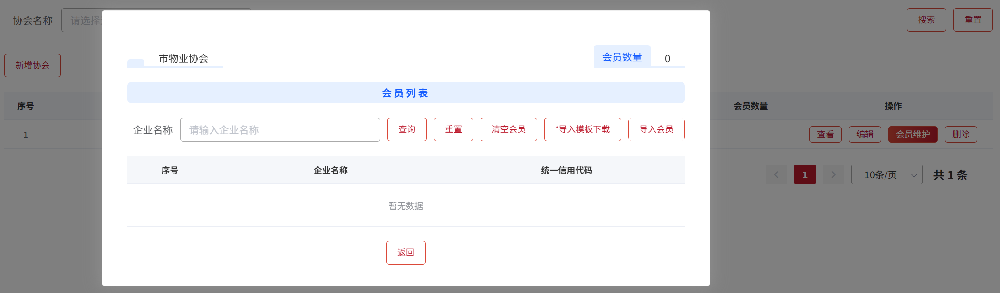 协会名称 请选择 搜索 重置
市物业协会 会员数量 0
新增协会
会员列表
序号 会员数量 操作
企业名称 请输入企业名称 查询 重置 清空会员 *导入模板下载 导入会员
1 查看 编辑 会员维护 删除
序号 企业名称 统一信用代码
1 10条/页 共 1 条
暂无数据
返回